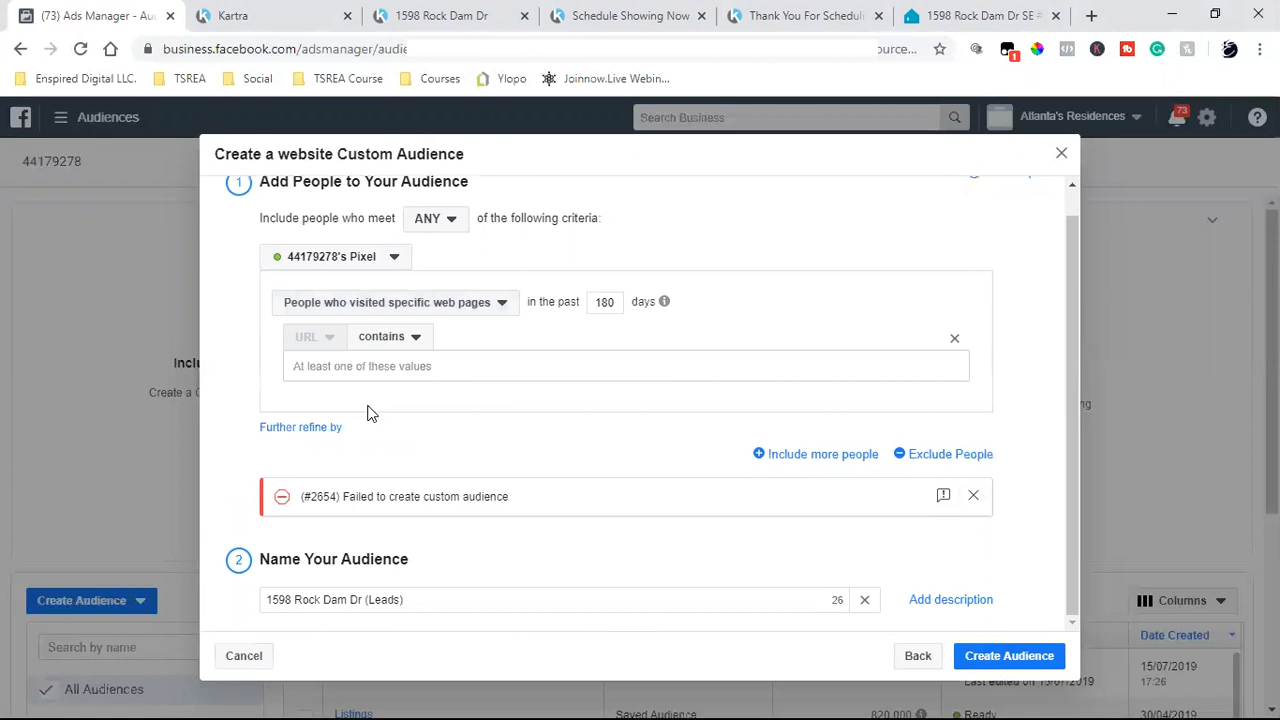 (73) Ads Manager - Aud
Kartra
1598 Rock Dam Dr
Schedule Showing Now
Thank You For Scheduli
1598 Rock Dam Dr SE
business.facebook.com/adsmanager/audie
ource...
Enspired Digital LLC.
TSREA
Social
TSREA Course
Courses
Ylopo
Joinnow.Live Webin...
1
Audiences
Search Business
Atlanta's Residences
73
44179278
Create a website Custom Audience
1 Add People to Your Audience
Include people who meet ANY of the following criteria:
44179278's Pixel
People who visited specific web pages in the past 180 days
URL contains
At least one of these values
Further refine by
Include more people Exclude People
(#2654) Failed to create custom audience
2 Name Your Audience
1598 Rock Dam Dr (Leads) 26 Add description
Cancel Back Create Audience
Create Audience
Columns
Search by name
Date Created
All Audiences
15/07/2019
17:26
Last edited on 15/07/2019
Listings Saved Audience 820,000 Ready 30/04/2019